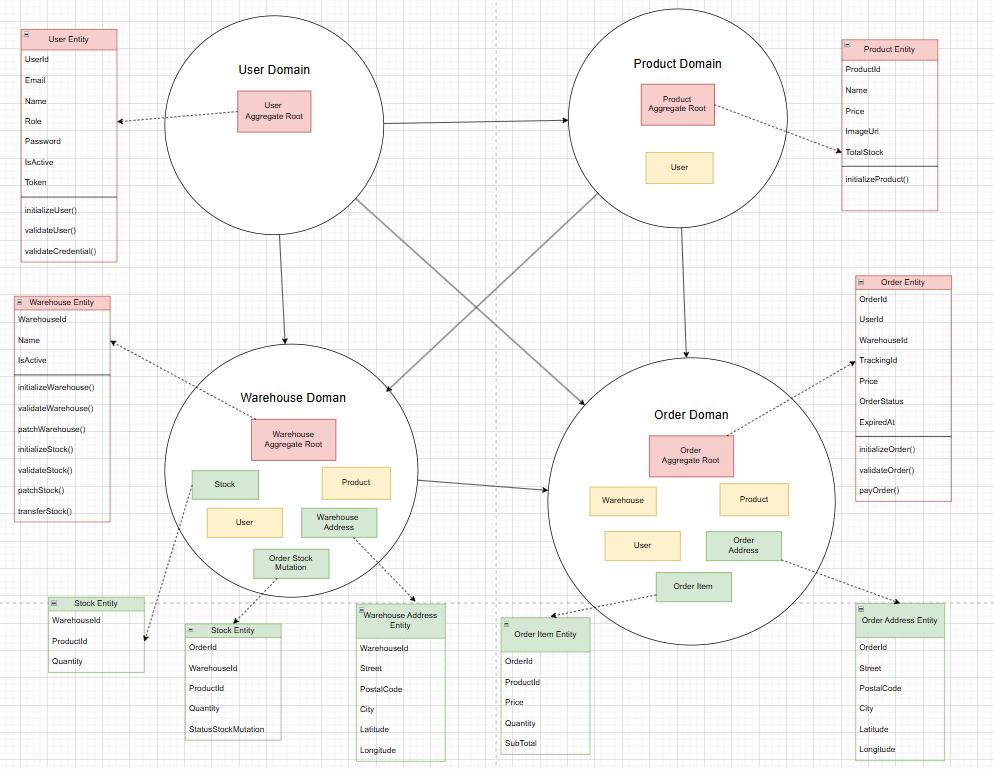 User Entity
UserId
Email
Name
Role
Password
IsActive
Token
initializeUser()
validateUser()
validateCredential()
User Domain
User
Aggregate Root
Product Domain
Product
Aggregate Root
User
Product Entity
ProductId
Name
Price
ImageUrl
TotalStock
initializeProduct()
Warehouse Entity
WarehouseId
Name
IsActive
initializeWarehouse()
validateWarehouse()
patchWarehouse()
initializeStock()
validateStock()
patchStock()
transferStock()
Warehouse Doman
Warehouse
Aggregate Root
Stock
Product
User
Warehouse
Address
Order Stock
Mutation
Order Doman
Order
Aggregate Root
Warehouse
Product
User
Order
Address
Order Item
Order Entity
OrderId
UserId
WarehouseId
TrackingId
Price
OrderStatus
ExpiredAt
initializeOrder()
validateOrder()
payOrder()
Stock Entity
WarehouseId
ProductId
Quantity
Stock Entity
OrderId
WarehouseId
ProductId
Quantity
StatusStockMutation
Warehouse Address
Entity
WarehouseId
Street
PostalCode
City
Latitude
Longitude
Order Item Entity
OrderId
ProductId
Price
Quantity
SubTotal
Order Address Entity
OrderId
Street
PostalCode
City
Latitude
Longitude